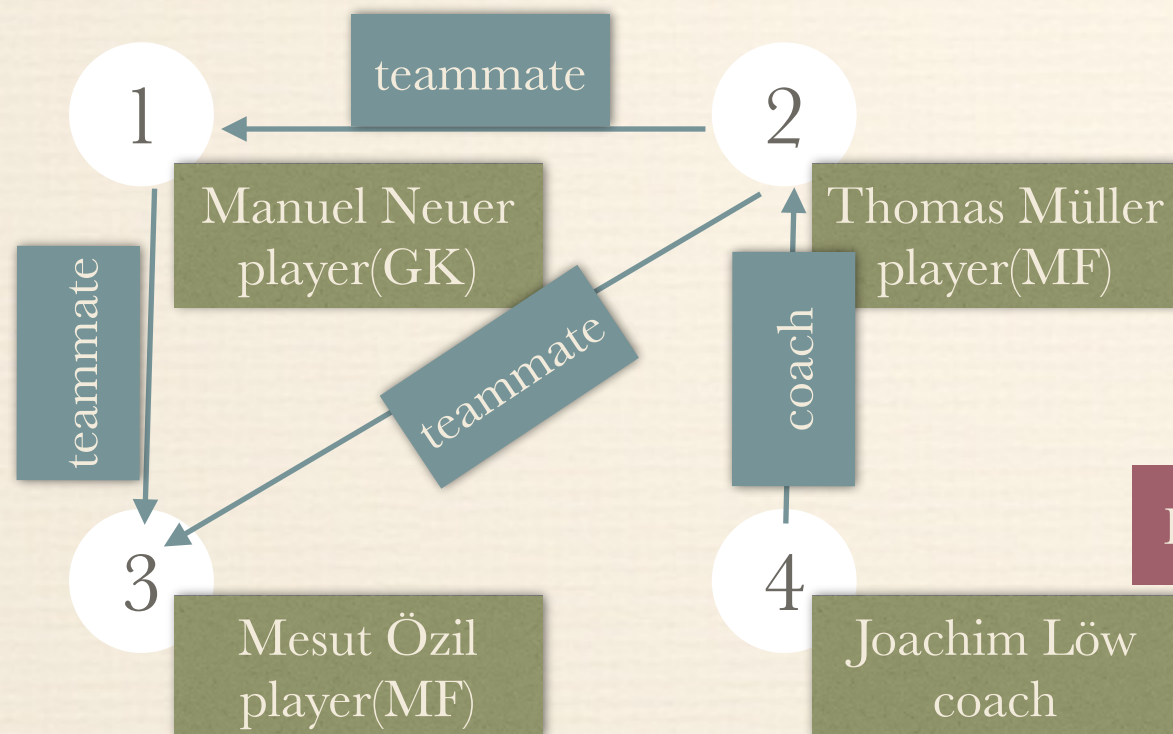 teammate
1
2
Manuel Neuer
player(GK)
Thomas Müller
player(MF)
teammate
teammate
coach
3
4
Mesut Özil
player(MF)
Joachim Löw
coach